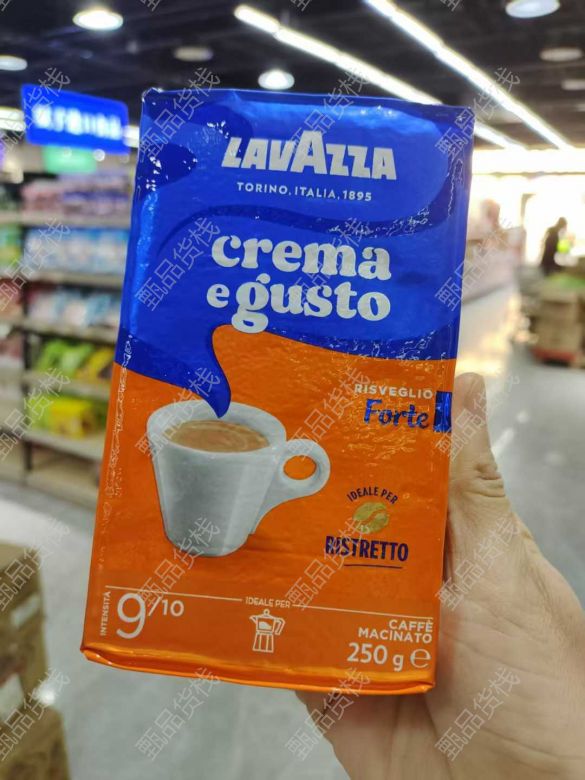 LAVAZZA
TORINO, ITALIA, 1895
crema
e gusto
RISVEGLIO
Forte
IDEALE PER
RISTRETTO
INTENSITÀ
9/10
IDEALE PER
CAFFÈ
MACINATO
250 g e
甄品货栈